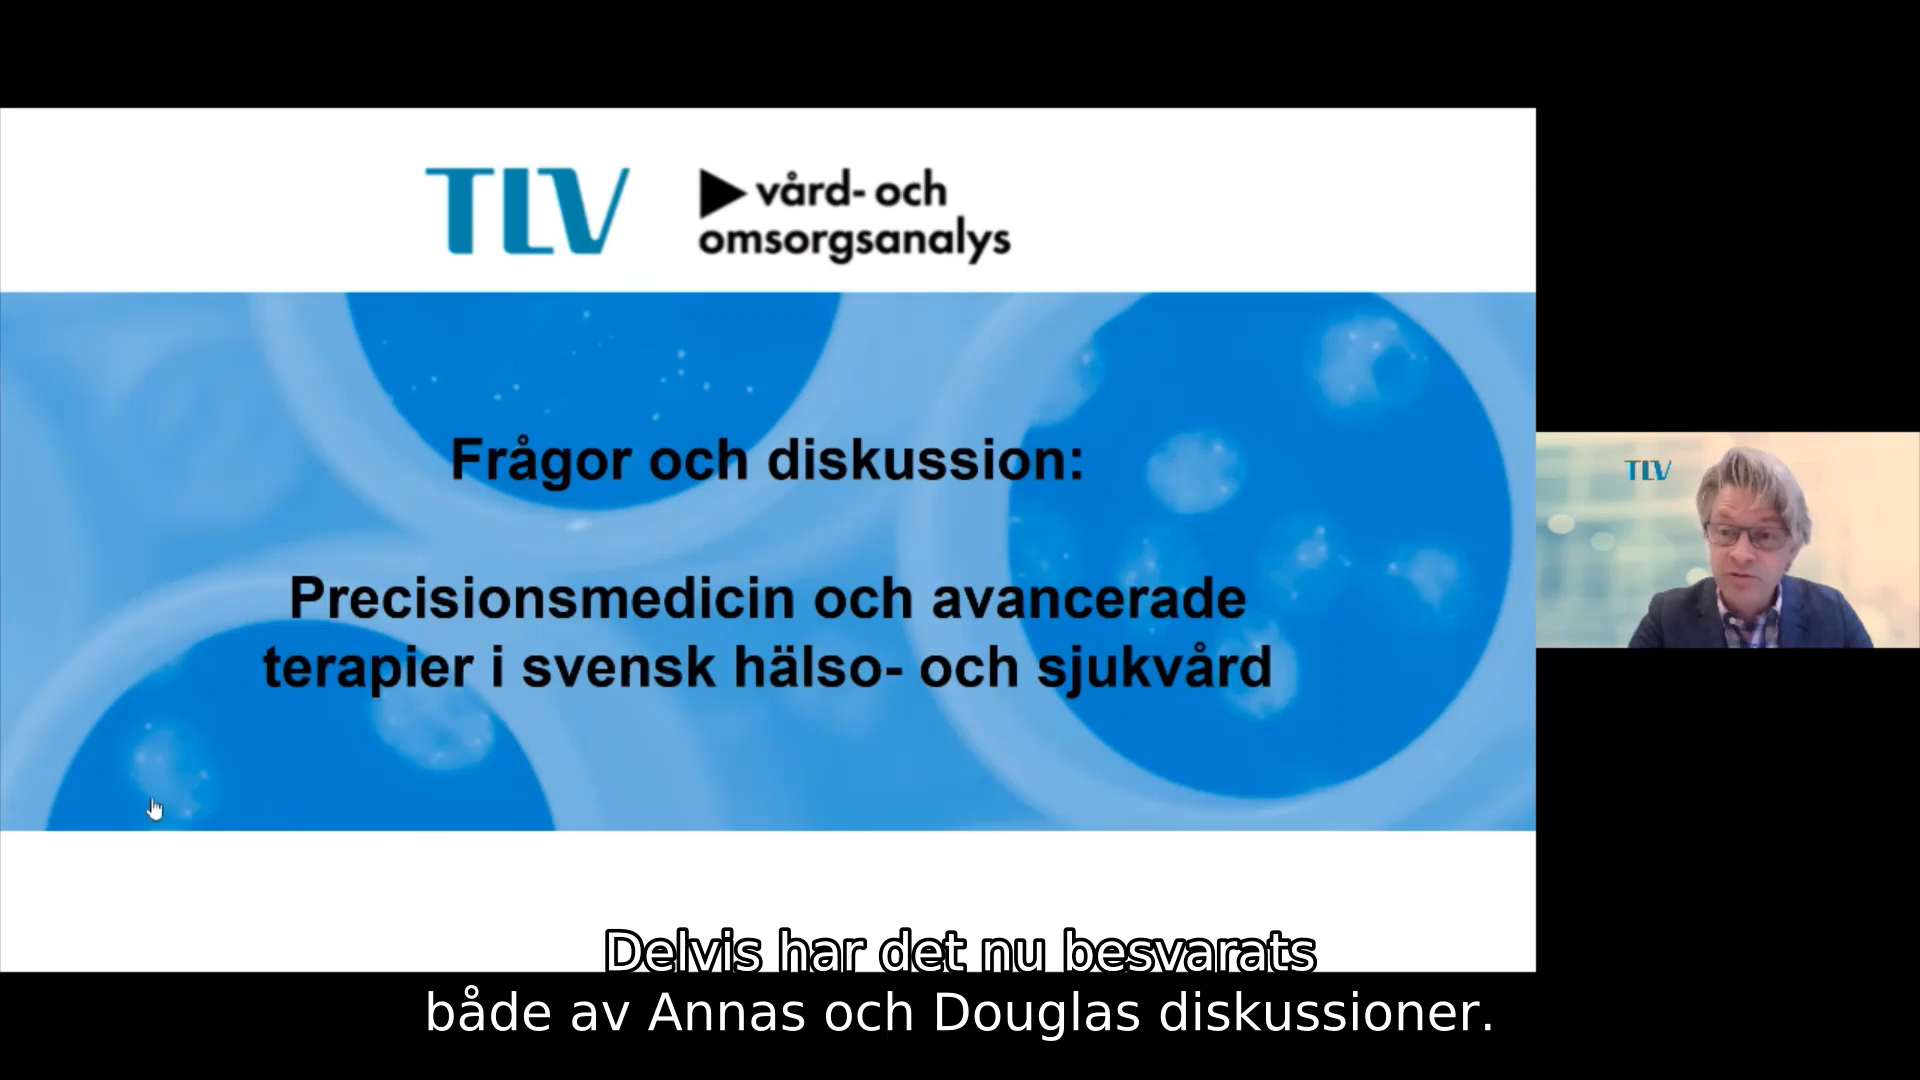 TLV
vård- och
omsorgsanalys
Frågor och diskussion:
Precisionsmedicin och avancerade
terapier i svensk hälso- och sjukvård
TLV
Delvis har det nu besvarats
både av Annas och Douglas diskussioner.